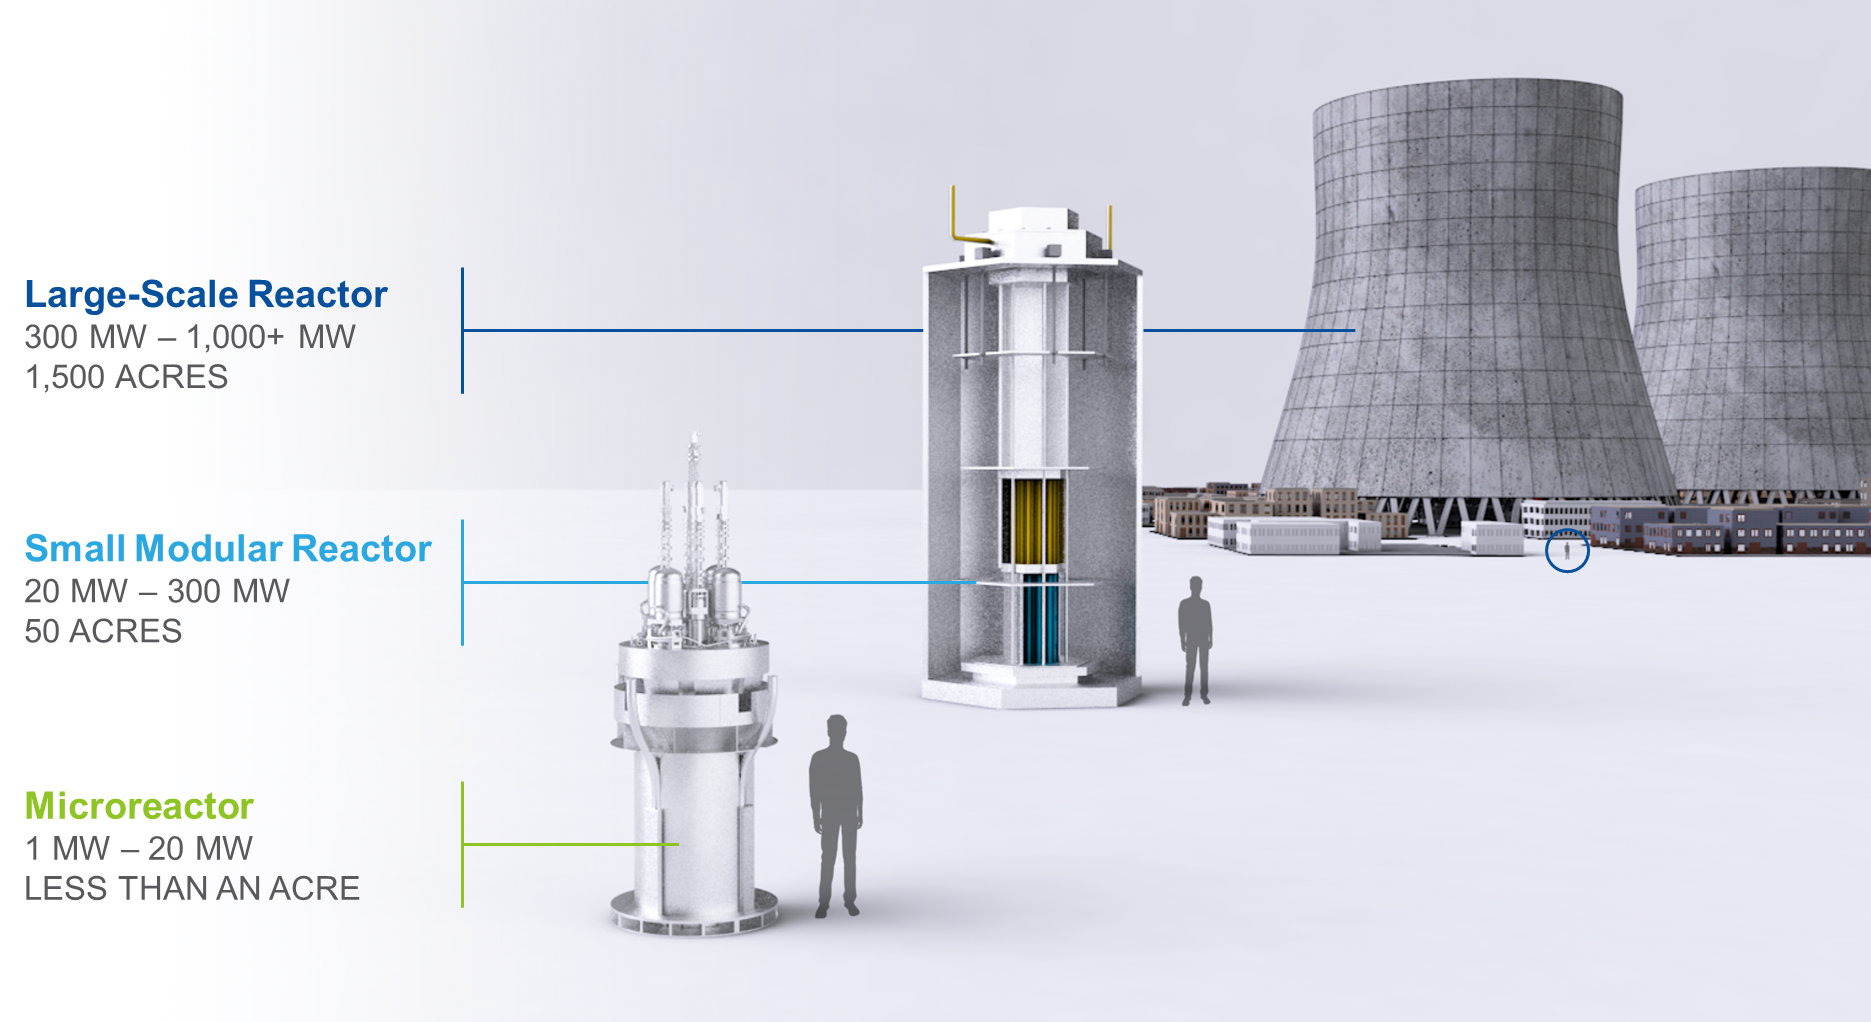 Large-Scale Reactor
300 MW – 1,000+ MW
1,500 ACRES
Small Modular Reactor
20 MW – 300 MW
50 ACRES
Microreactor
1 MW – 20 MW
LESS THAN AN ACRE